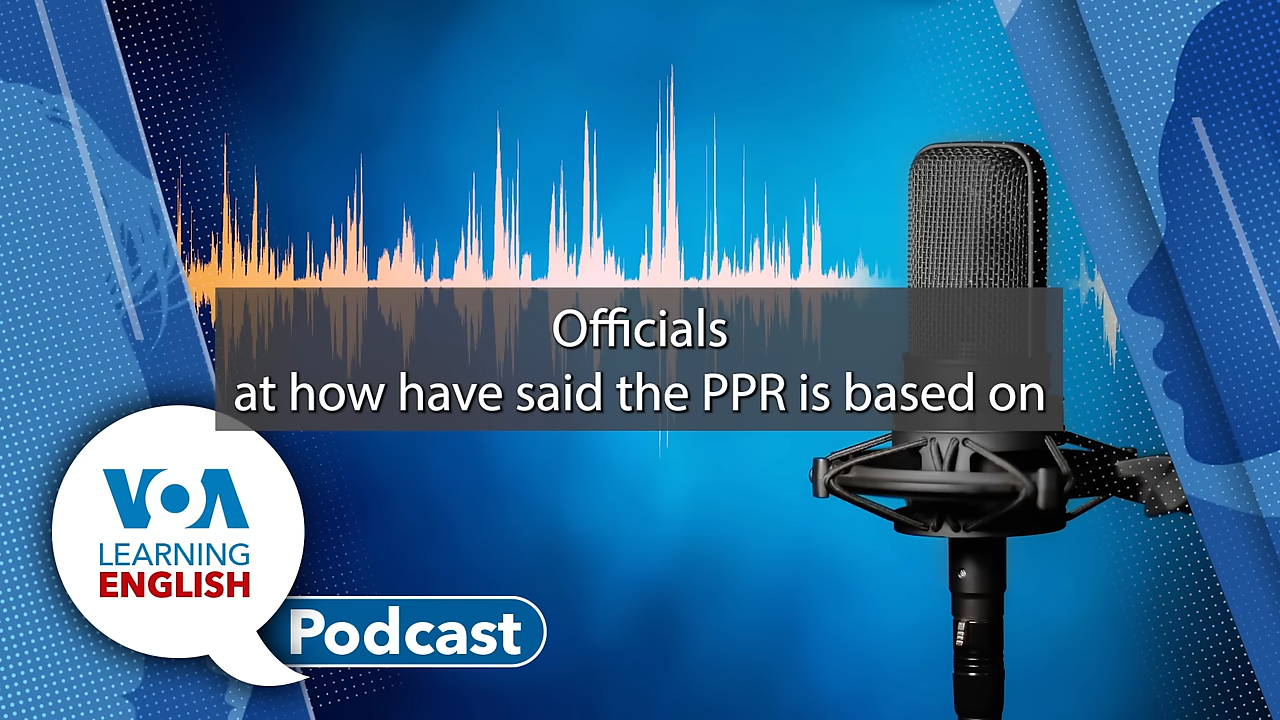 Officials
at how have said the PPR is based on
VOA
LEARNING
ENGLISH
Podcast